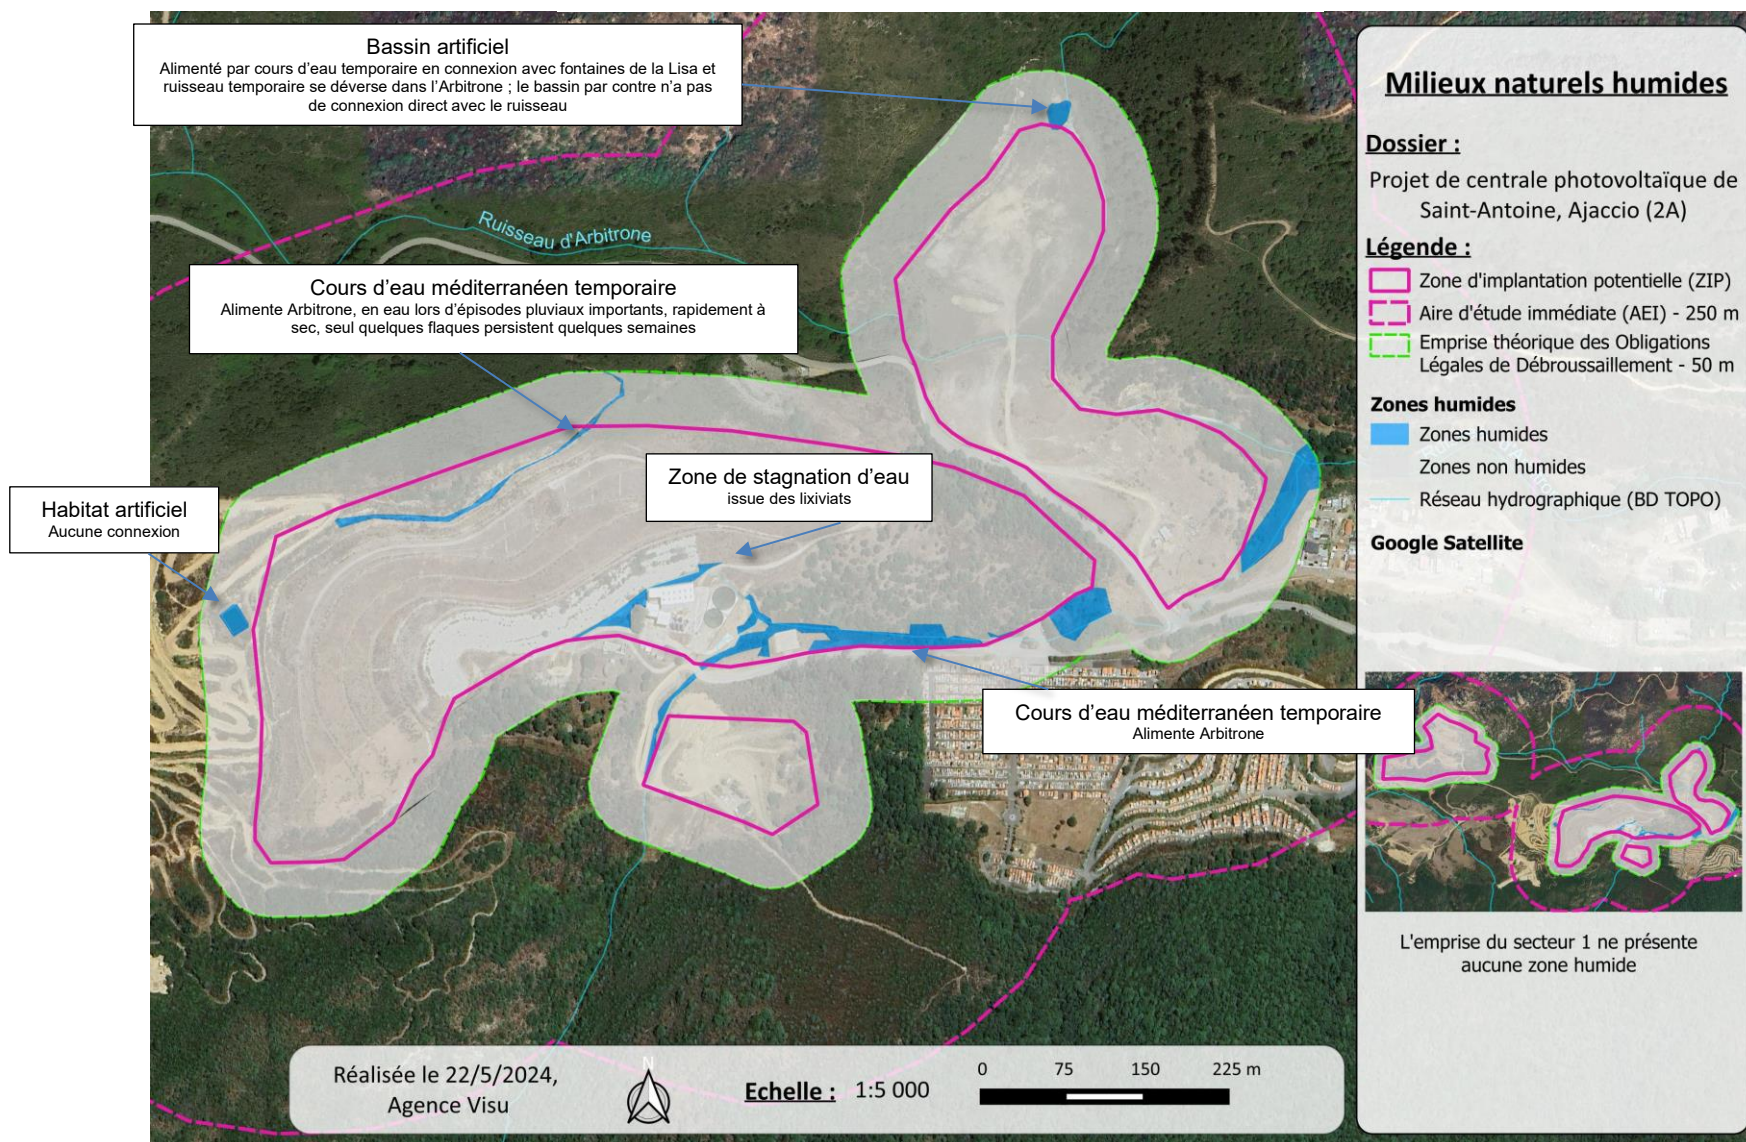 Bassin artificiel
Alimenté par cours d'eau temporaire en connexion avec fontaines de la Lisa et
ruisseau temporaire se déverse dans l'Arbitrone ; le bassin par contre n'a pas
de connexion direct avec le ruisseau
Ruisseau d'Arbitrone
Cours d'eau méditerranéen temporaire
Alimente Arbitrone, en eau lors d'épisodes pluviaux importants, rapidement à
sec, seul quelques flaques persistent quelques semaines
Zone de stagnation d'eau
issue des lixiviats
Habitat artificiel
Aucune connexion
Cours d'eau méditerranéen temporaire
Alimente Arbitrone
Milieux naturels humides
Dossier :
Projet de centrale photovoltaïque de
Saint-Antoine, Ajaccio (2A)
Légende :
Zone d'implantation potentielle (ZIP)
Aire d'étude immédiate (AEI) - 250 m
Emprise théorique des Obligations
Légales de Débroussaillement - 50 m
Zones humides
Zones humides
Zones non humides
Réseau hydrographique (BD TOPO)
Google Satellite
L'emprise du secteur 1 ne présente
aucune zone humide
Réalisée le 22/5/2024,
Agence Visu
N
Echelle : 1:5 000
0 75 150 225 m